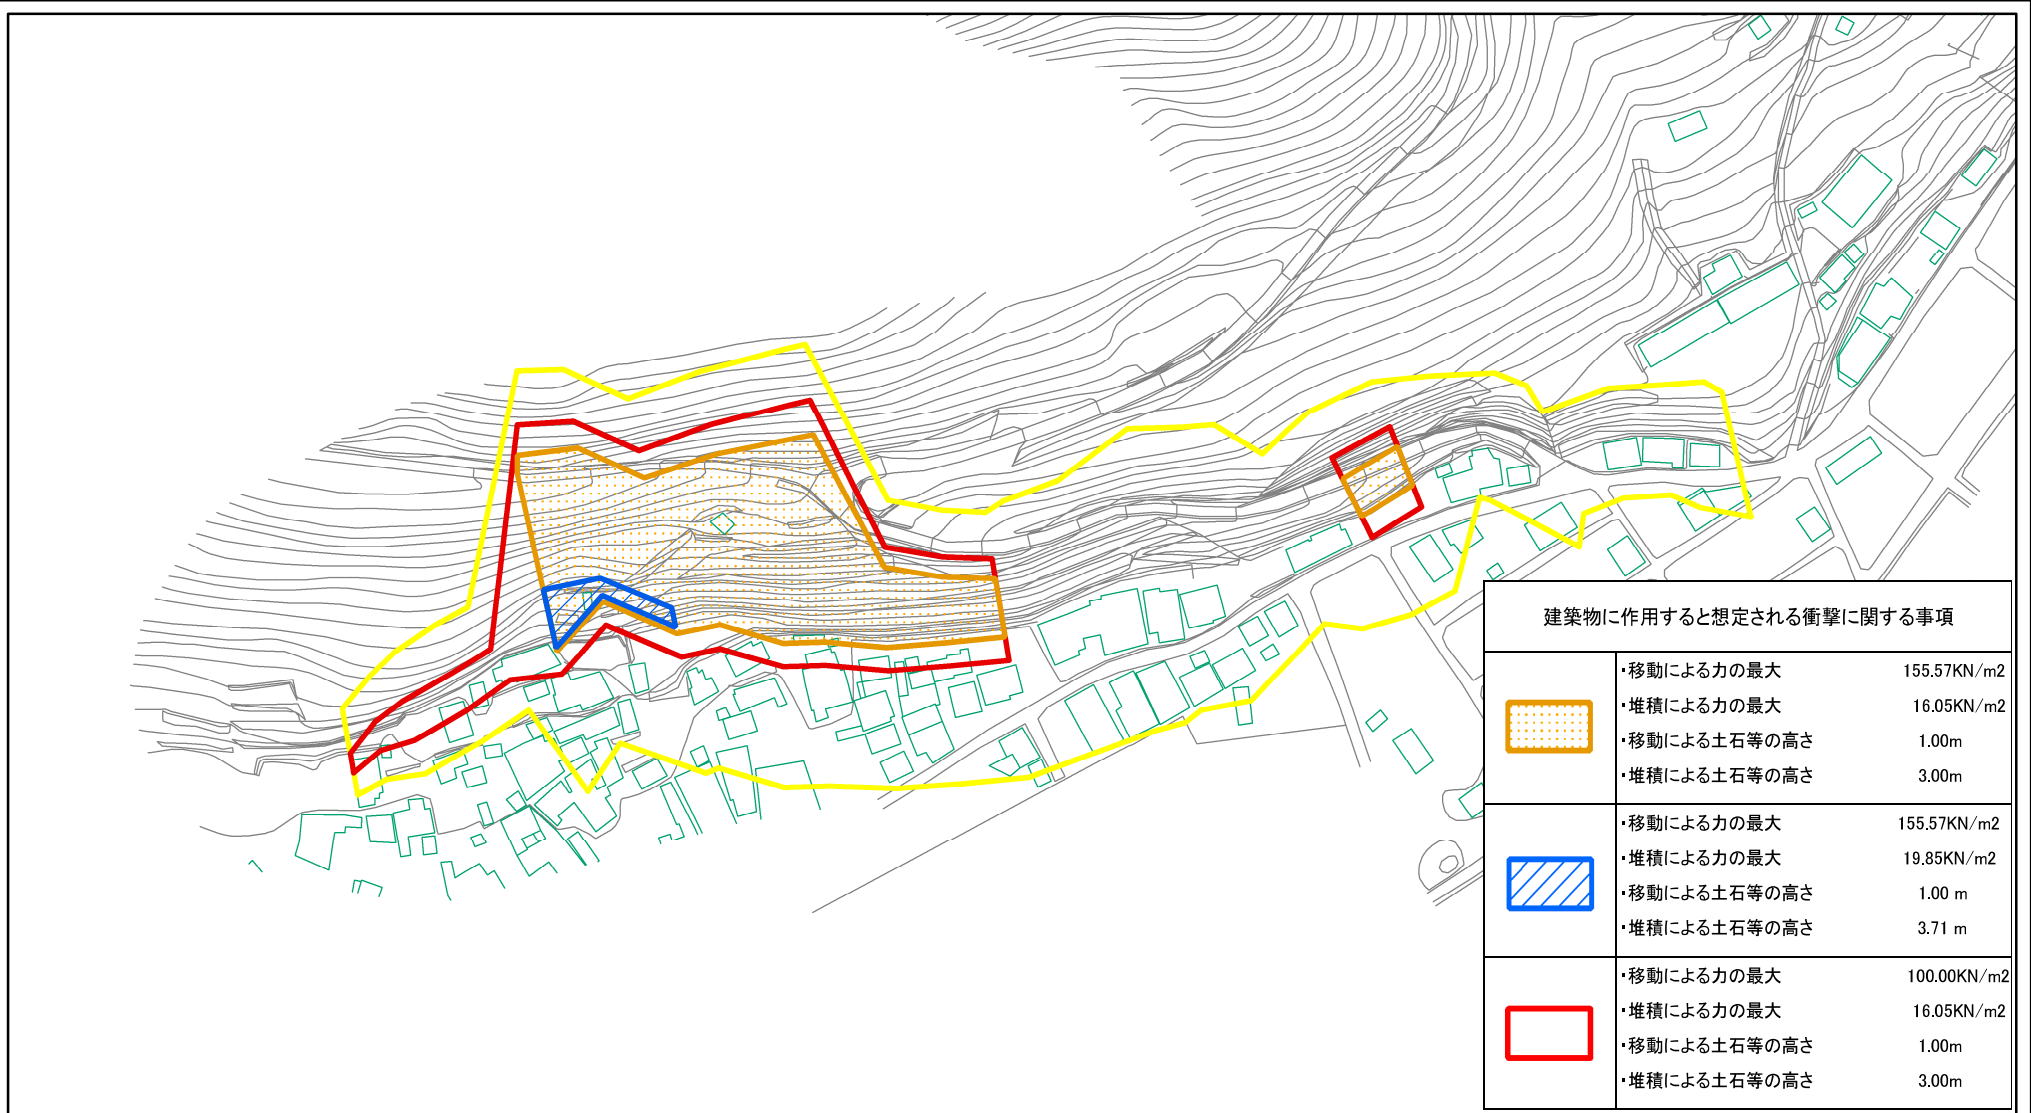 建築物に作用すると想定される衝撃に関する事項
・移動による力の最大 155.57KN/m2
・堆積による力の最大 16.05KN/m2
・移動による土石等の高さ 1.00m
・堆積による土石等の高さ 3.00m
・移動による力の最大 155.57KN/m2
・堆積による力の最大 19.85KN/m2
・移動による土石等の高さ 1.00 m
・堆積による土石等の高さ 3.71 m
・移動による力の最大 100.00KN/m2
・堆積による力の最大 16.05KN/m2
・移動による土石等の高さ 1.00m
・堆積による土石等の高さ 3.00m